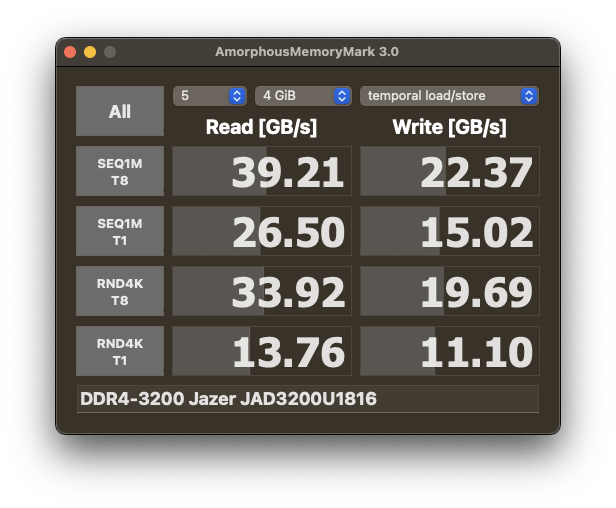 AmorphousMemoryMark 3.0
All
5
4 GiB
temporal load/store
Read [GB/s]
Write [GB/s]
SEQ1M
T8
39.21
22.37
SEQ1M
T1
26.50
15.02
RND4K
T8
33.92
19.69
RND4K
T1
13.76
11.10
DDR4-3200 Jazer JAD3200U1816